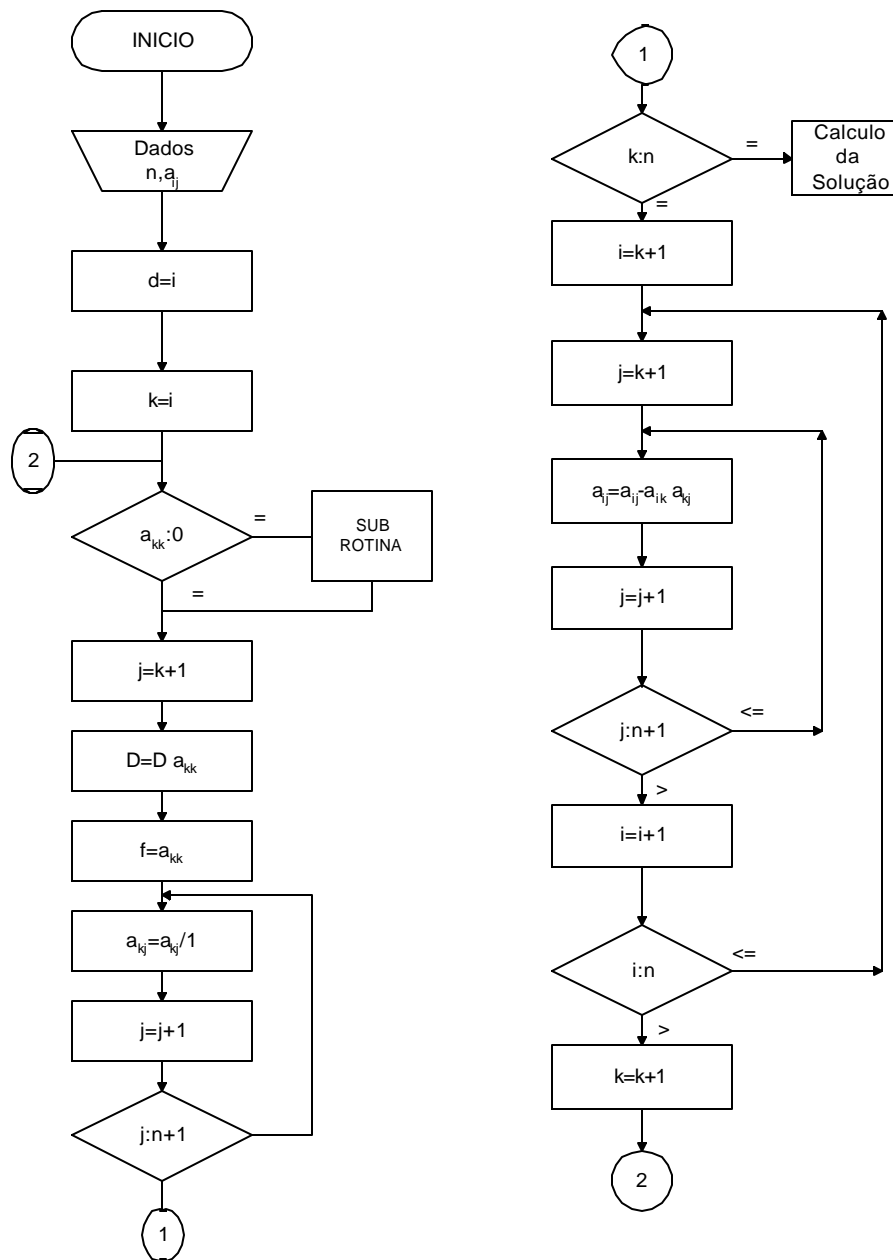 INICIO
Dados
n,aij
d=i
k=i
2
akk:0
=
SUB
ROTINA
=
j=k+1
D=D akk
f=akk
akj=akj/1
j=j+1
j:n+1
1
1
k:n
=
Calculo
da
Solução
=
i=k+1
j=k+1
aij=aij-aik akj
j=j+1
j:n+1
<=
>
i=i+1
i:n
<=
>
k=k+1
2